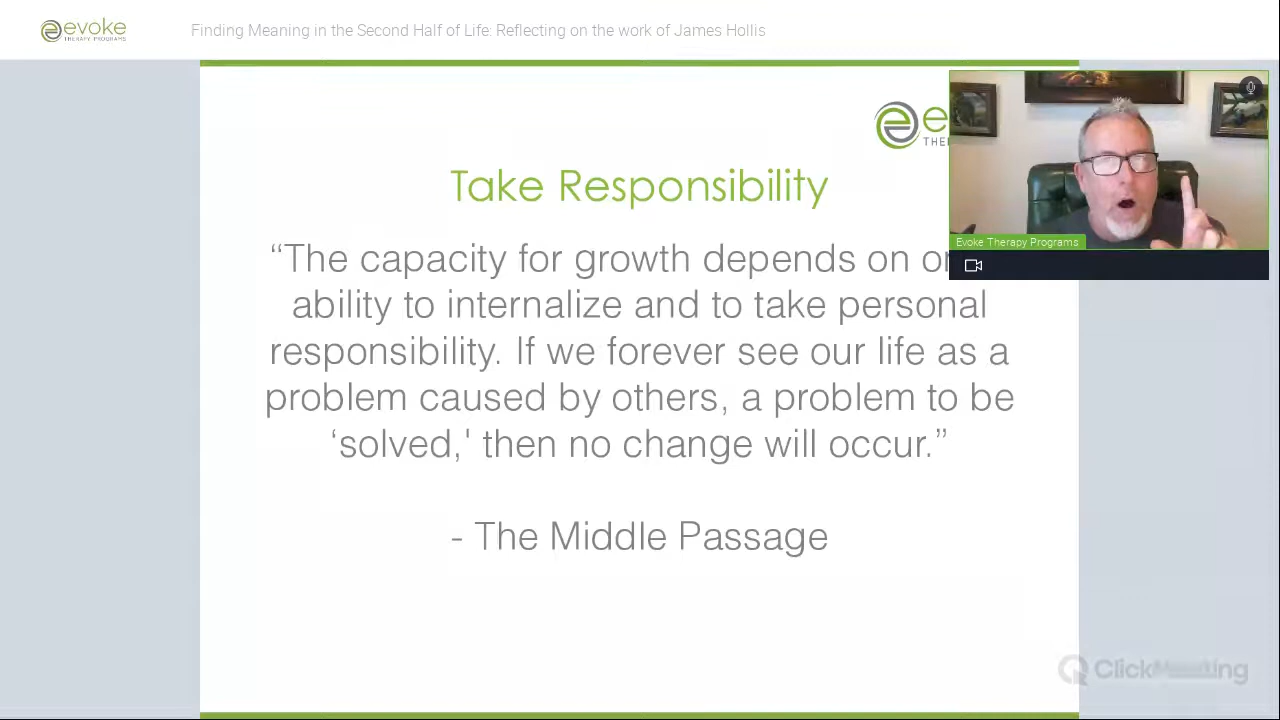 evoke
THERAPY PROGRAMS
Finding Meaning in the Second Half of Life: Reflecting on the work of James Hollis
e
THE
Take Responsibility
“The capacity for growth depends on
ability to internalize and to take personal
responsibility. If we forever see our life as a
problem caused by others, a problem to be
‘solved,' then no change will occur.”
- The Middle Passage
Evoke Therapy Programs
ClickMeeting